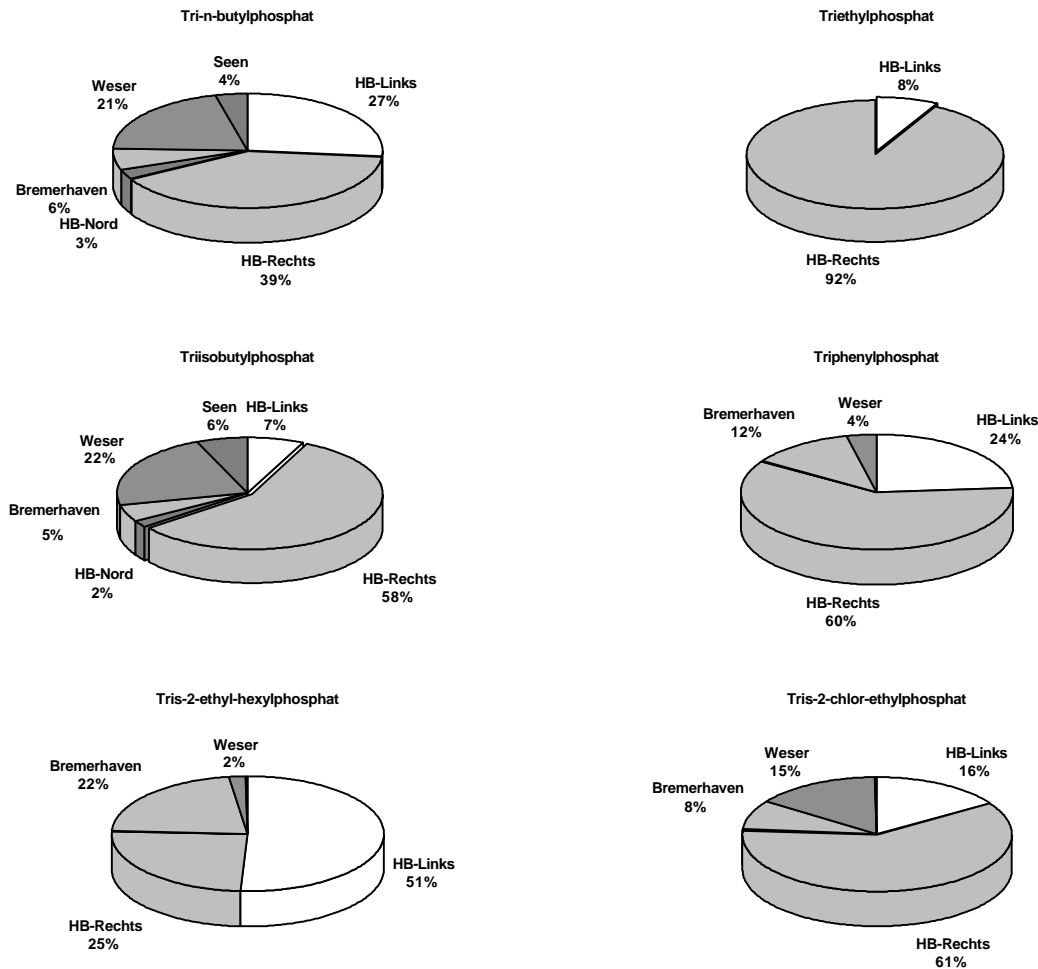 Tri-n-butylphosphat
Seen
4%
HB-Links
27%
Weser
21%
Bremerhaven
6%
HB-Nord
3%
HB-Rechts
39%
Triethylphosphat
HB-Links
8%
HB-Rechts
92%
Triisobutylphosphat
Seen
6%
HB-Links
7%
Weser
22%
Bremerhaven
5%
HB-Nord
2%
HB-Rechts
58%
Triphenylphosphat
Weser
4%
Bremerhaven
12%
HB-Links
24%
HB-Rechts
60%
Tris-2-ethyl-hexylphosphat
Weser
2%
Bremerhaven
22%
HB-Links
51%
HB-Rechts
25%
Tris-2-chlor-ethylphosphat
Weser
15%
HB-Links
16%
Bremerhaven
8%
HB-Rechts
61%